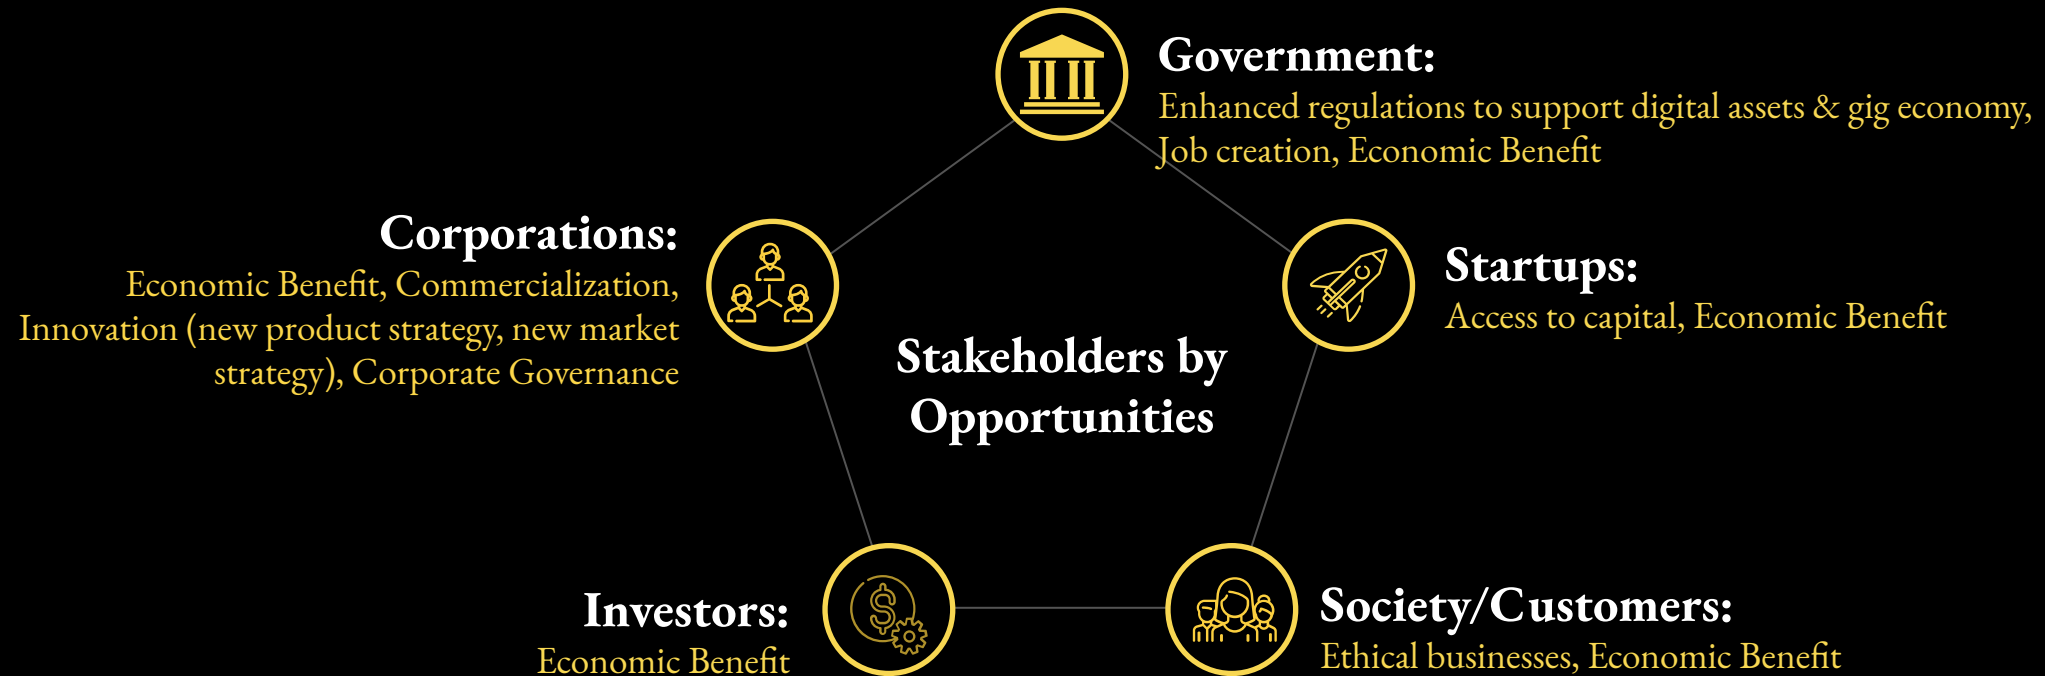 Government:
Enhanced regulations to support digital assets & gig economy,
Job creation, Economic Benefit
Corporations:
Economic Benefit, Commercialization,
Innovation (new product strategy, new market
strategy), Corporate Governance
Startups:
Access to capital, Economic Benefit
Stakeholders by
Opportunities
Investors:
Economic Benefit
Society/Customers:
Ethical businesses, Economic Benefit